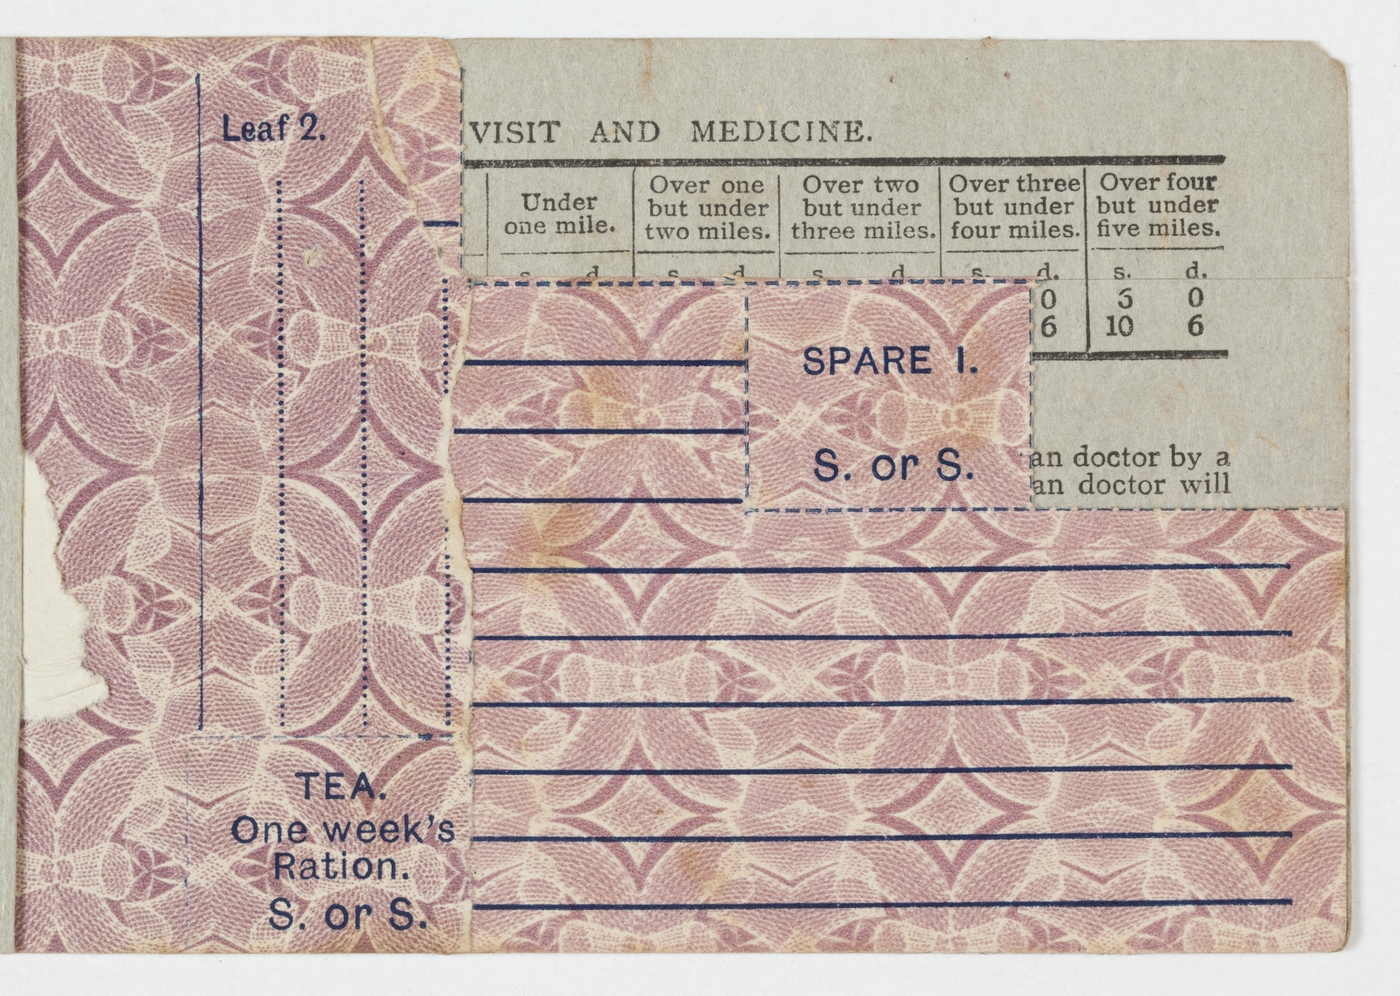 Leaf 2.
VISIT AND MEDICINE.
Under
one mile.
Over one
but under
two miles.
Over two
but under
three miles.
Over three
but under
four miles.
Over four
but under
five miles.
s. d. s. d. s. d. s. d. s. d.
0 3 0
6 10 6
SPARE 1.
S. or S.
an doctor by a
an doctor will
TEA.
One week's
Ration.
S. or S.